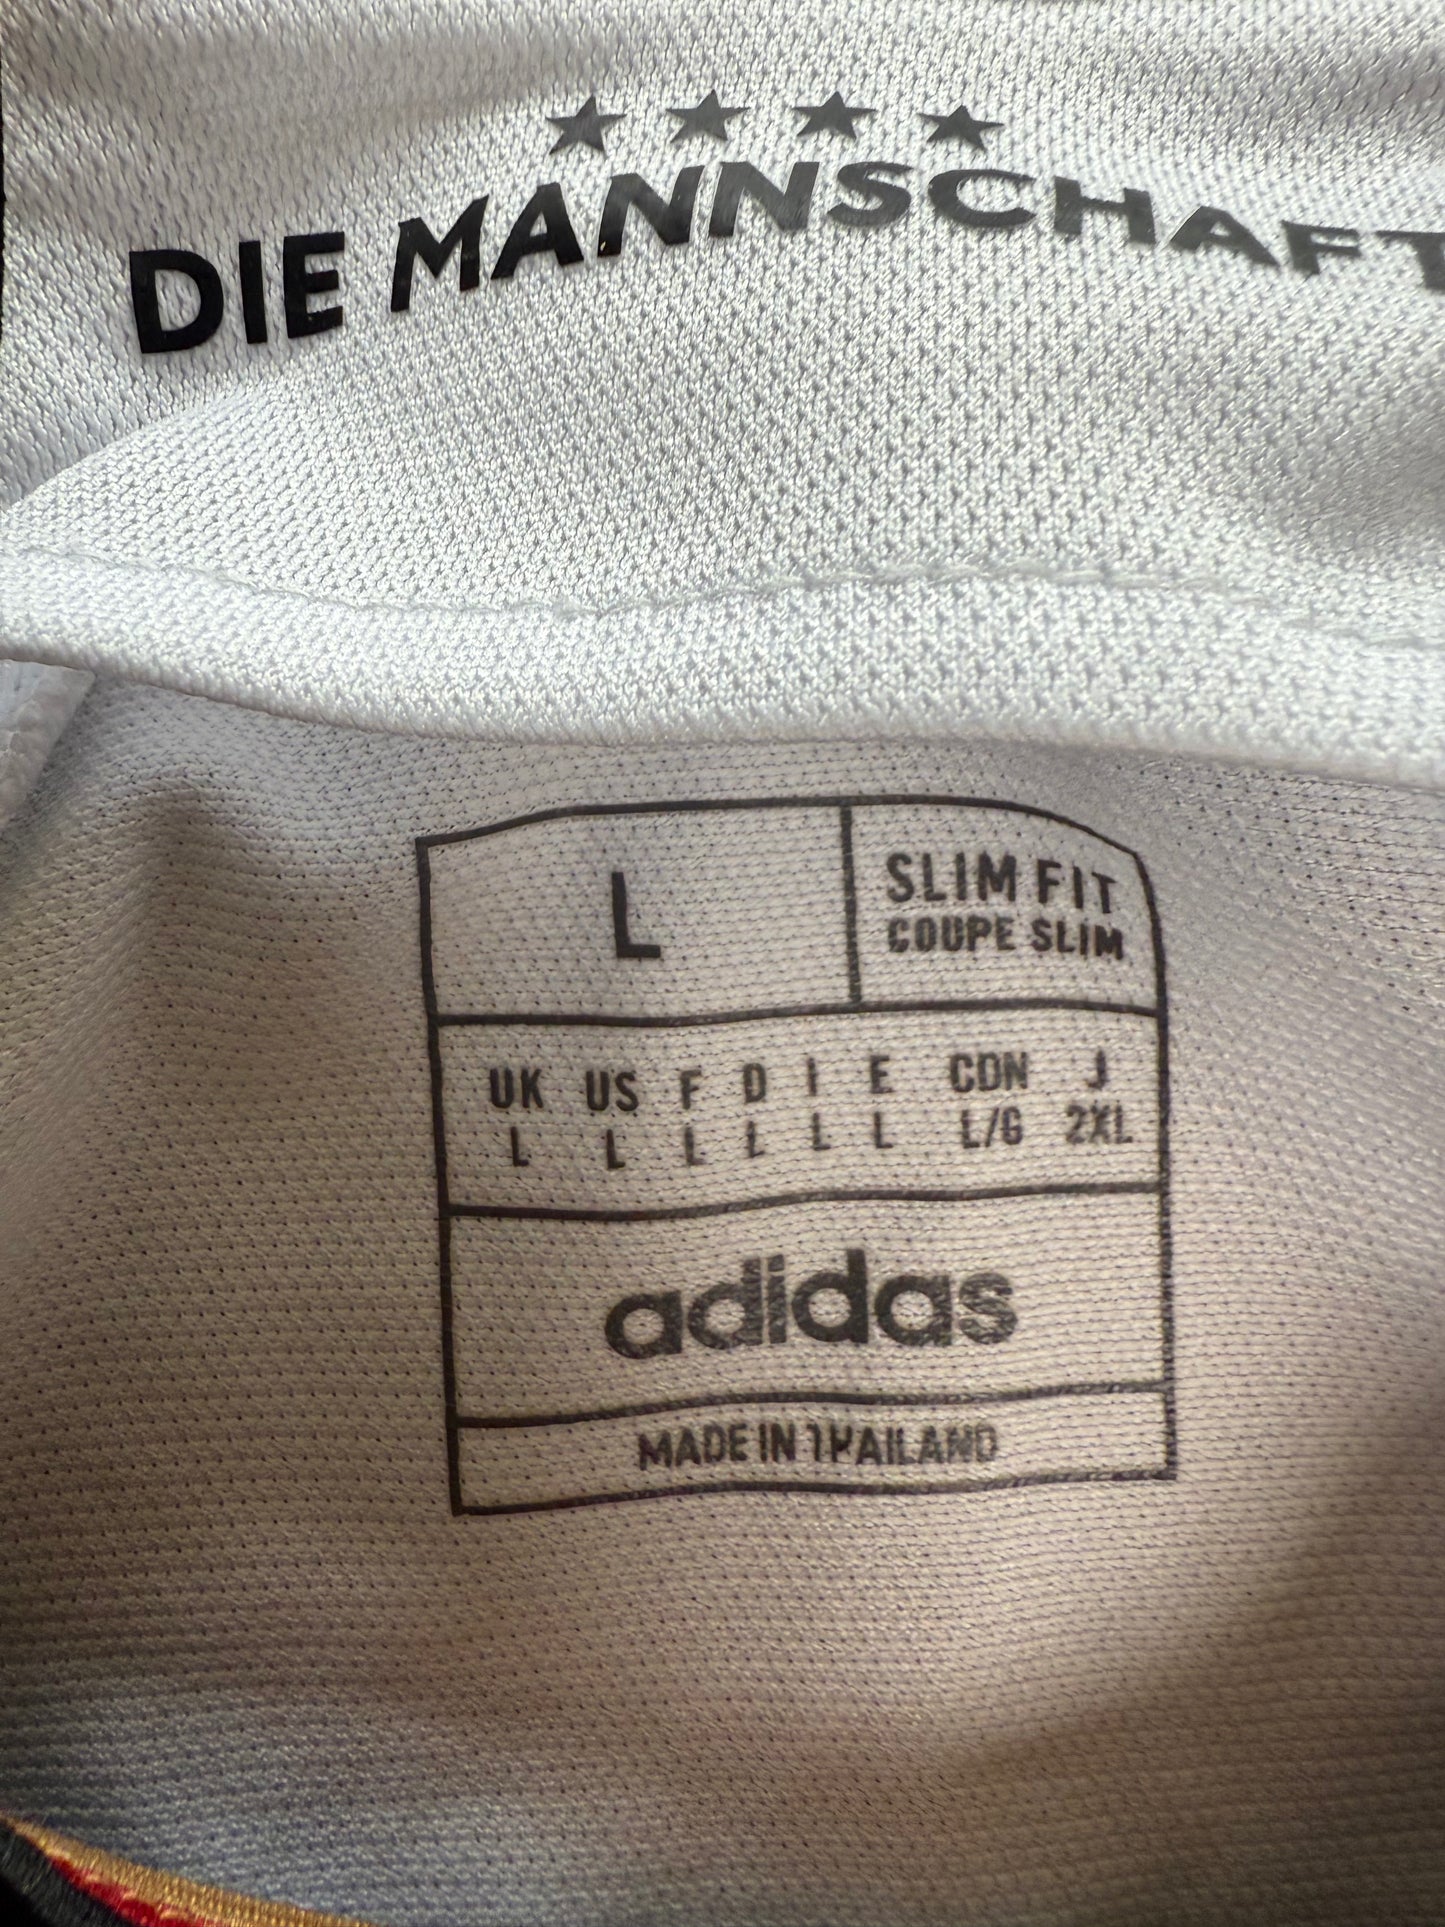 DIE MANNSCHAFT
L
SLIM FIT
COUPE SLIM
UK US F D I E CDN J
L L L L L L L/G 2XL
adidas
MADE IN THAILAND